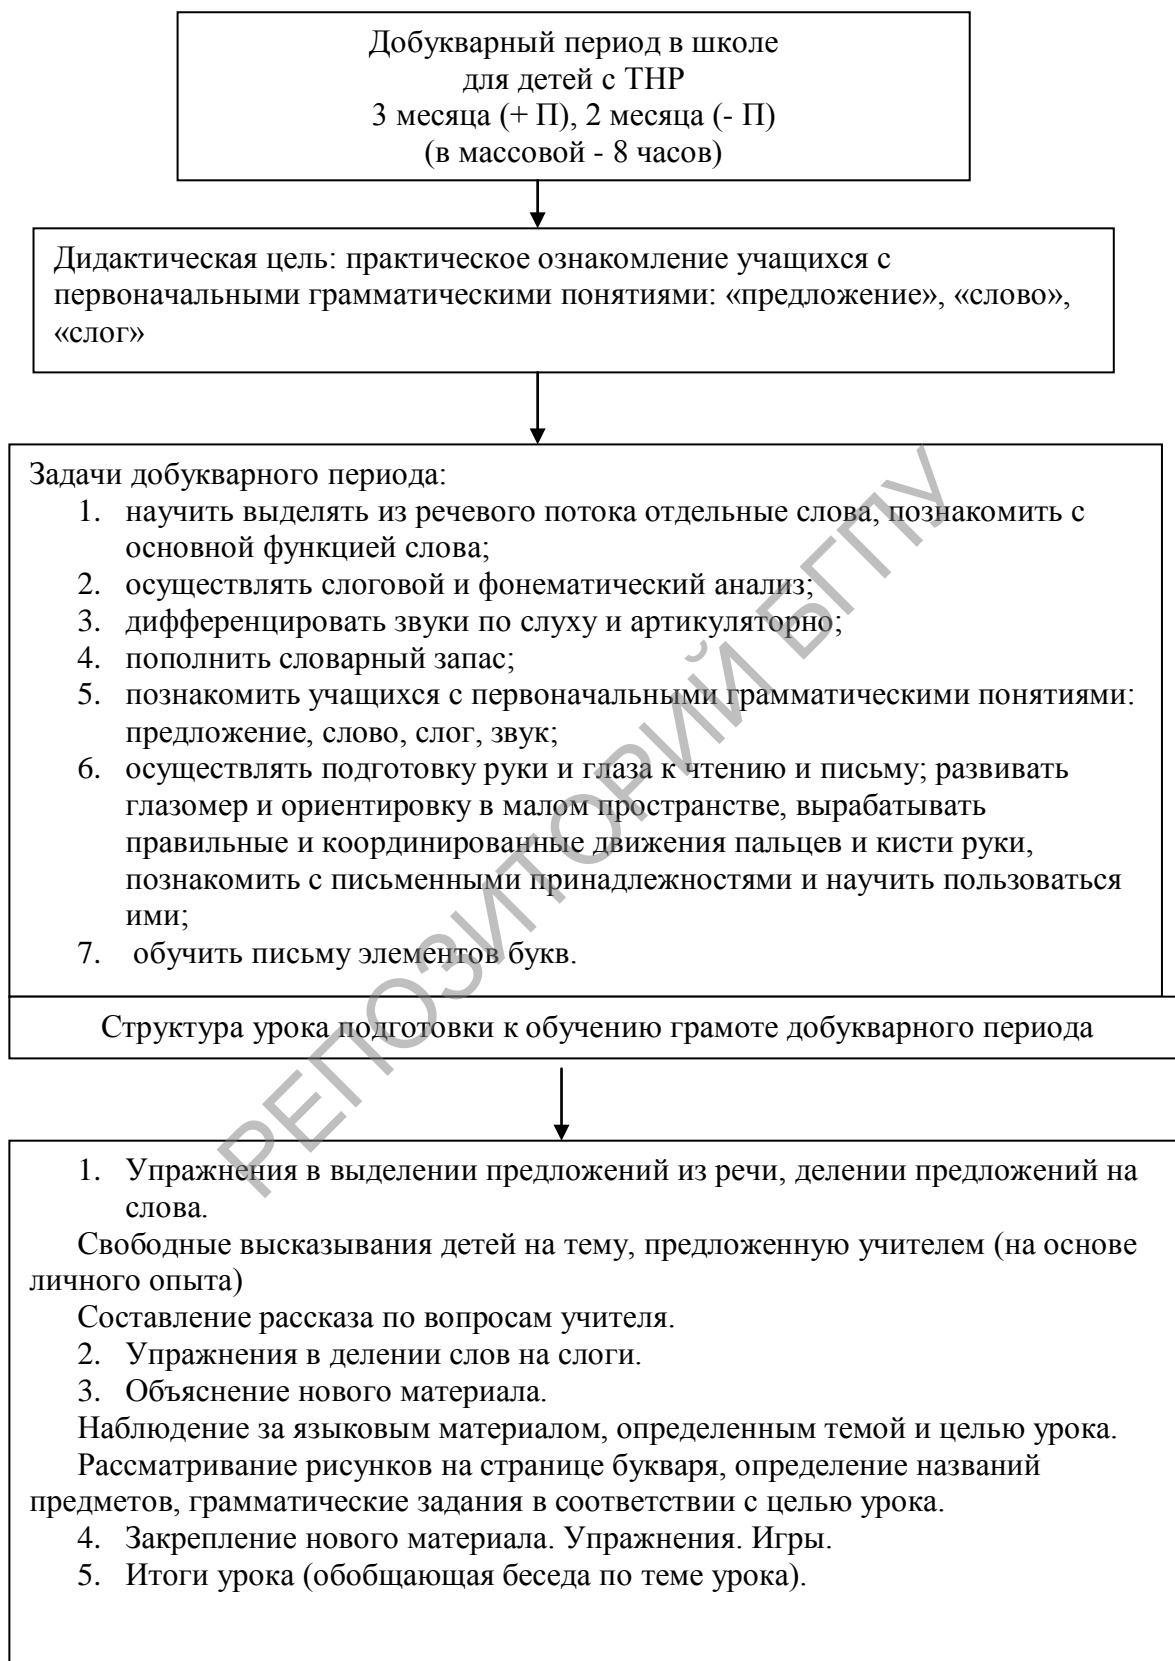 Добукварный период в школе
для детей с ТНР
3 месяца (+ П), 2 месяца (- П)
(в массовой - 8 часов)
Дидактическая цель: практическое ознакомление учащихся с
первоначальными грамматическими понятиями: «предложение», «слово»,
«слог»
Задачи добукварного периода:
1. научить выделять из речевого потока отдельные слова, познакомить с
основной функцией слова;
2. осуществлять слоговой и фонематический анализ;
3. дифференцировать звуки по слуху и артикуляторно;
4. пополнить словарный запас;
5. познакомить учащихся с первоначальными грамматическими понятиями:
предложение, слово, слог, звук;
6. осуществлять подготовку руки и глаза к чтению и письму; развивать
глазомер и ориентировку в малом пространстве, вырабатывать
правильные и координированные движения пальцев и кисти руки,
познакомить с письменными принадлежностями и научить пользоваться
ими;
7. обучить письму элементов букв.
Структура урока подготовки к обучению грамоте добукварного периода
1. Упражнения в выделении предложений из речи, делении предложений на
слова.
Свободные высказывания детей на тему, предложенную учителем (на основе
личного опыта)
Составление рассказа по вопросам учителя.
2. Упражнения в делении слов на слоги.
3. Объяснение нового материала.
Наблюдение за языковым материалом, определенным темой и целью урока.
Рассматривание рисунков на странице букваря, определение названий
предметов, грамматические задания в соответствии с целью урока.
4. Закрепление нового материала. Упражнения. Игры.
5. Итоги урока (обобщающая беседа по теме урока).
РЕПОЗИТОРИЙ БГПУ